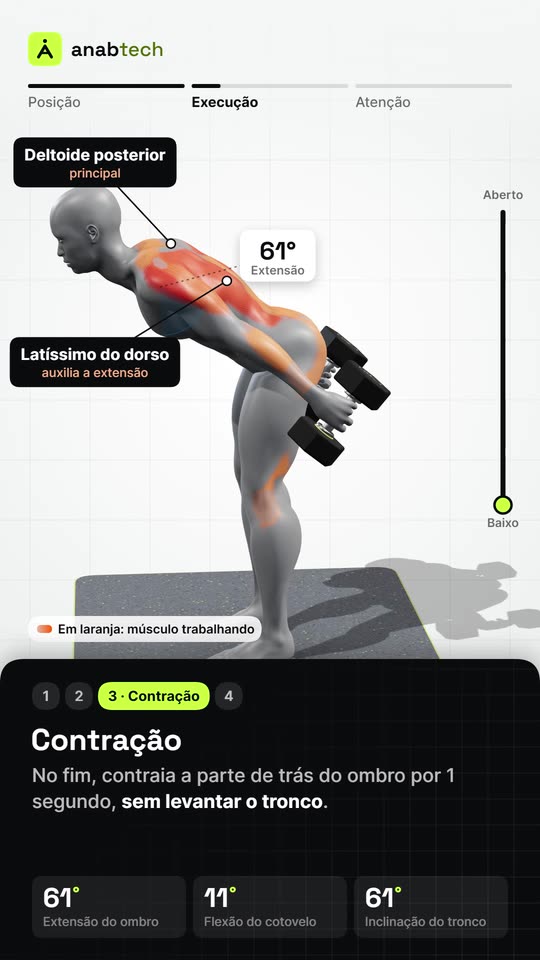 anabtech
Posição
Execução
Atenção
Deltoide posterior
principal
Aberto
61°
Extensão
Latíssimo do dorso
auxilia a extensão
Baixo
Em laranja: músculo trabalhando
1
2
3 · Contração
4
Contração
No fim, contraia a parte de trás do ombro por 1
segundo, sem levantar o tronco.
61°
Extensão do ombro
11°
Flexão do cotovelo
61°
Inclinação do tronco